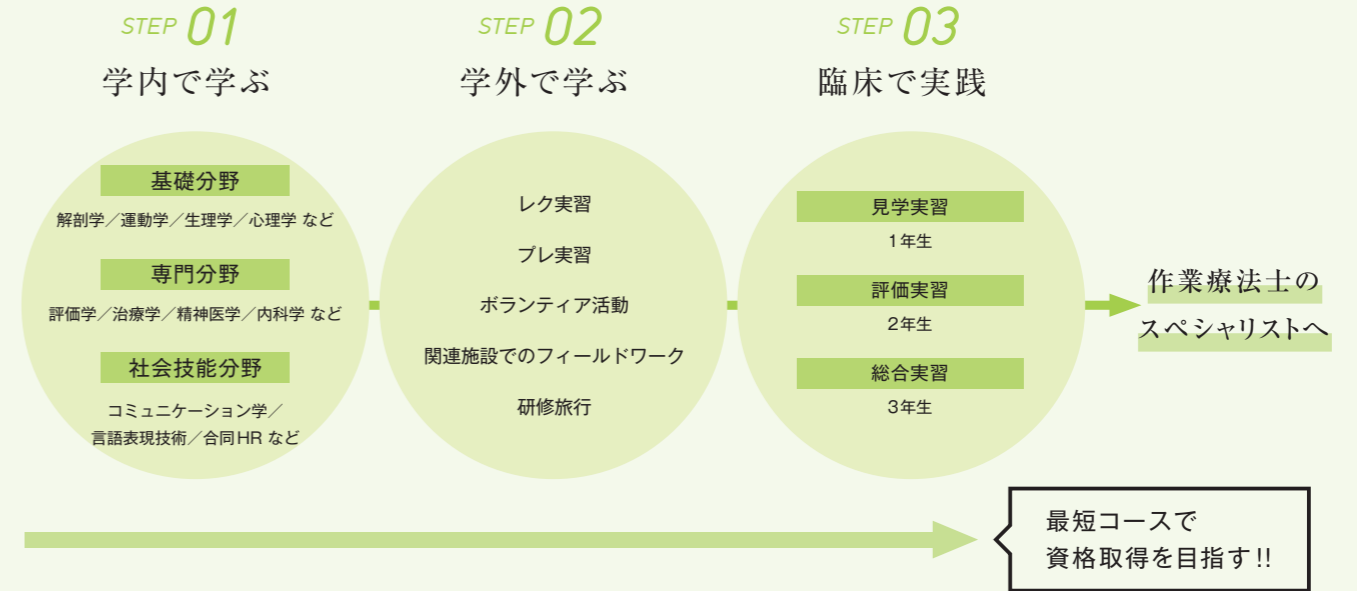 STEP 01
学内で学ぶ
基礎分野
解剖学／運動学／生理学／心理学 など
専門分野
評価学／治療学／精神医学／内科学 など
社会技能分野
コミュニケーション学／
言語表現技術／合同HR など
STEP 02
学外で学ぶ
レク実習
プレ実習
ボランティア活動
関連施設でのフィールドワーク
研修旅行
STEP 03
臨床で実践
見学実習
1年生
評価実習
2年生
総合実習
3年生
作業療法士の
スペシャリストへ
最短コースで
資格取得を目指す!!